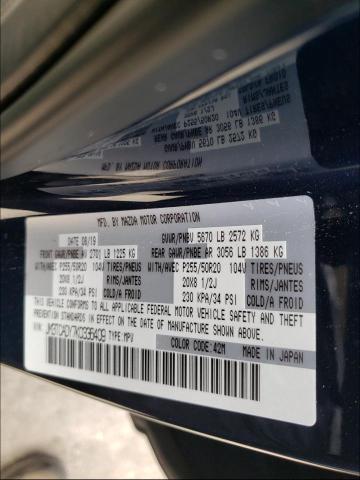 MFD. BY MAZDA MOTOR CORPORATION
DATE 08/19 GVWR/PNBV 5670 LB 2572 KG
FRONT GAWR/PNBE AV 2701 LB 1225 KG REAR GAWR/PNBE AR 3056 LB 1386 KG
WITH/AVEC P255/50R20 104V TIRES/PNEUS WITH/AVEC P255/50R20 104V TIRES/PNEUS
20X8 1/2J RIMS/JANTES 20X8 1/2J RIMS/JANTES
230 KPA/34 PSI COLD/A FROID 230 KPA/34 PSI COLD/A FROID
THIS VEHICLE CONFORMS TO ALL APPLICABLE FEDERAL MOTOR VEHICLE SAFETY AND THEFT
PREVENTION STANDARDS IN EFFECT ON THE DATE OF MANUFACTURE SHOWN ABOVE.
VIN: TYPE:MPV COLOR CODE: 42M MADE IN JAPAN